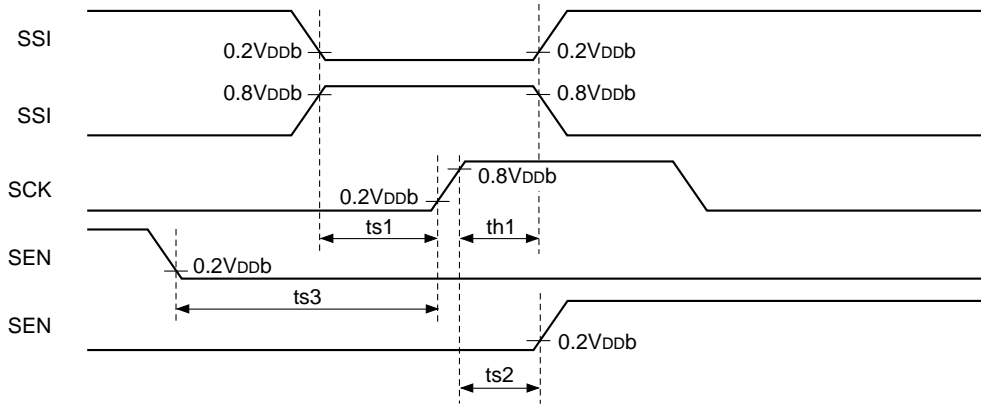 SSI
0.2VDDb
0.2VDDb
SSI
0.8VDDb
0.8VDDb
SCK
0.2VDDb
0.8VDDb
ts1
th1
SEN
0.2VDDb
ts3
SEN
0.2VDDb
ts2